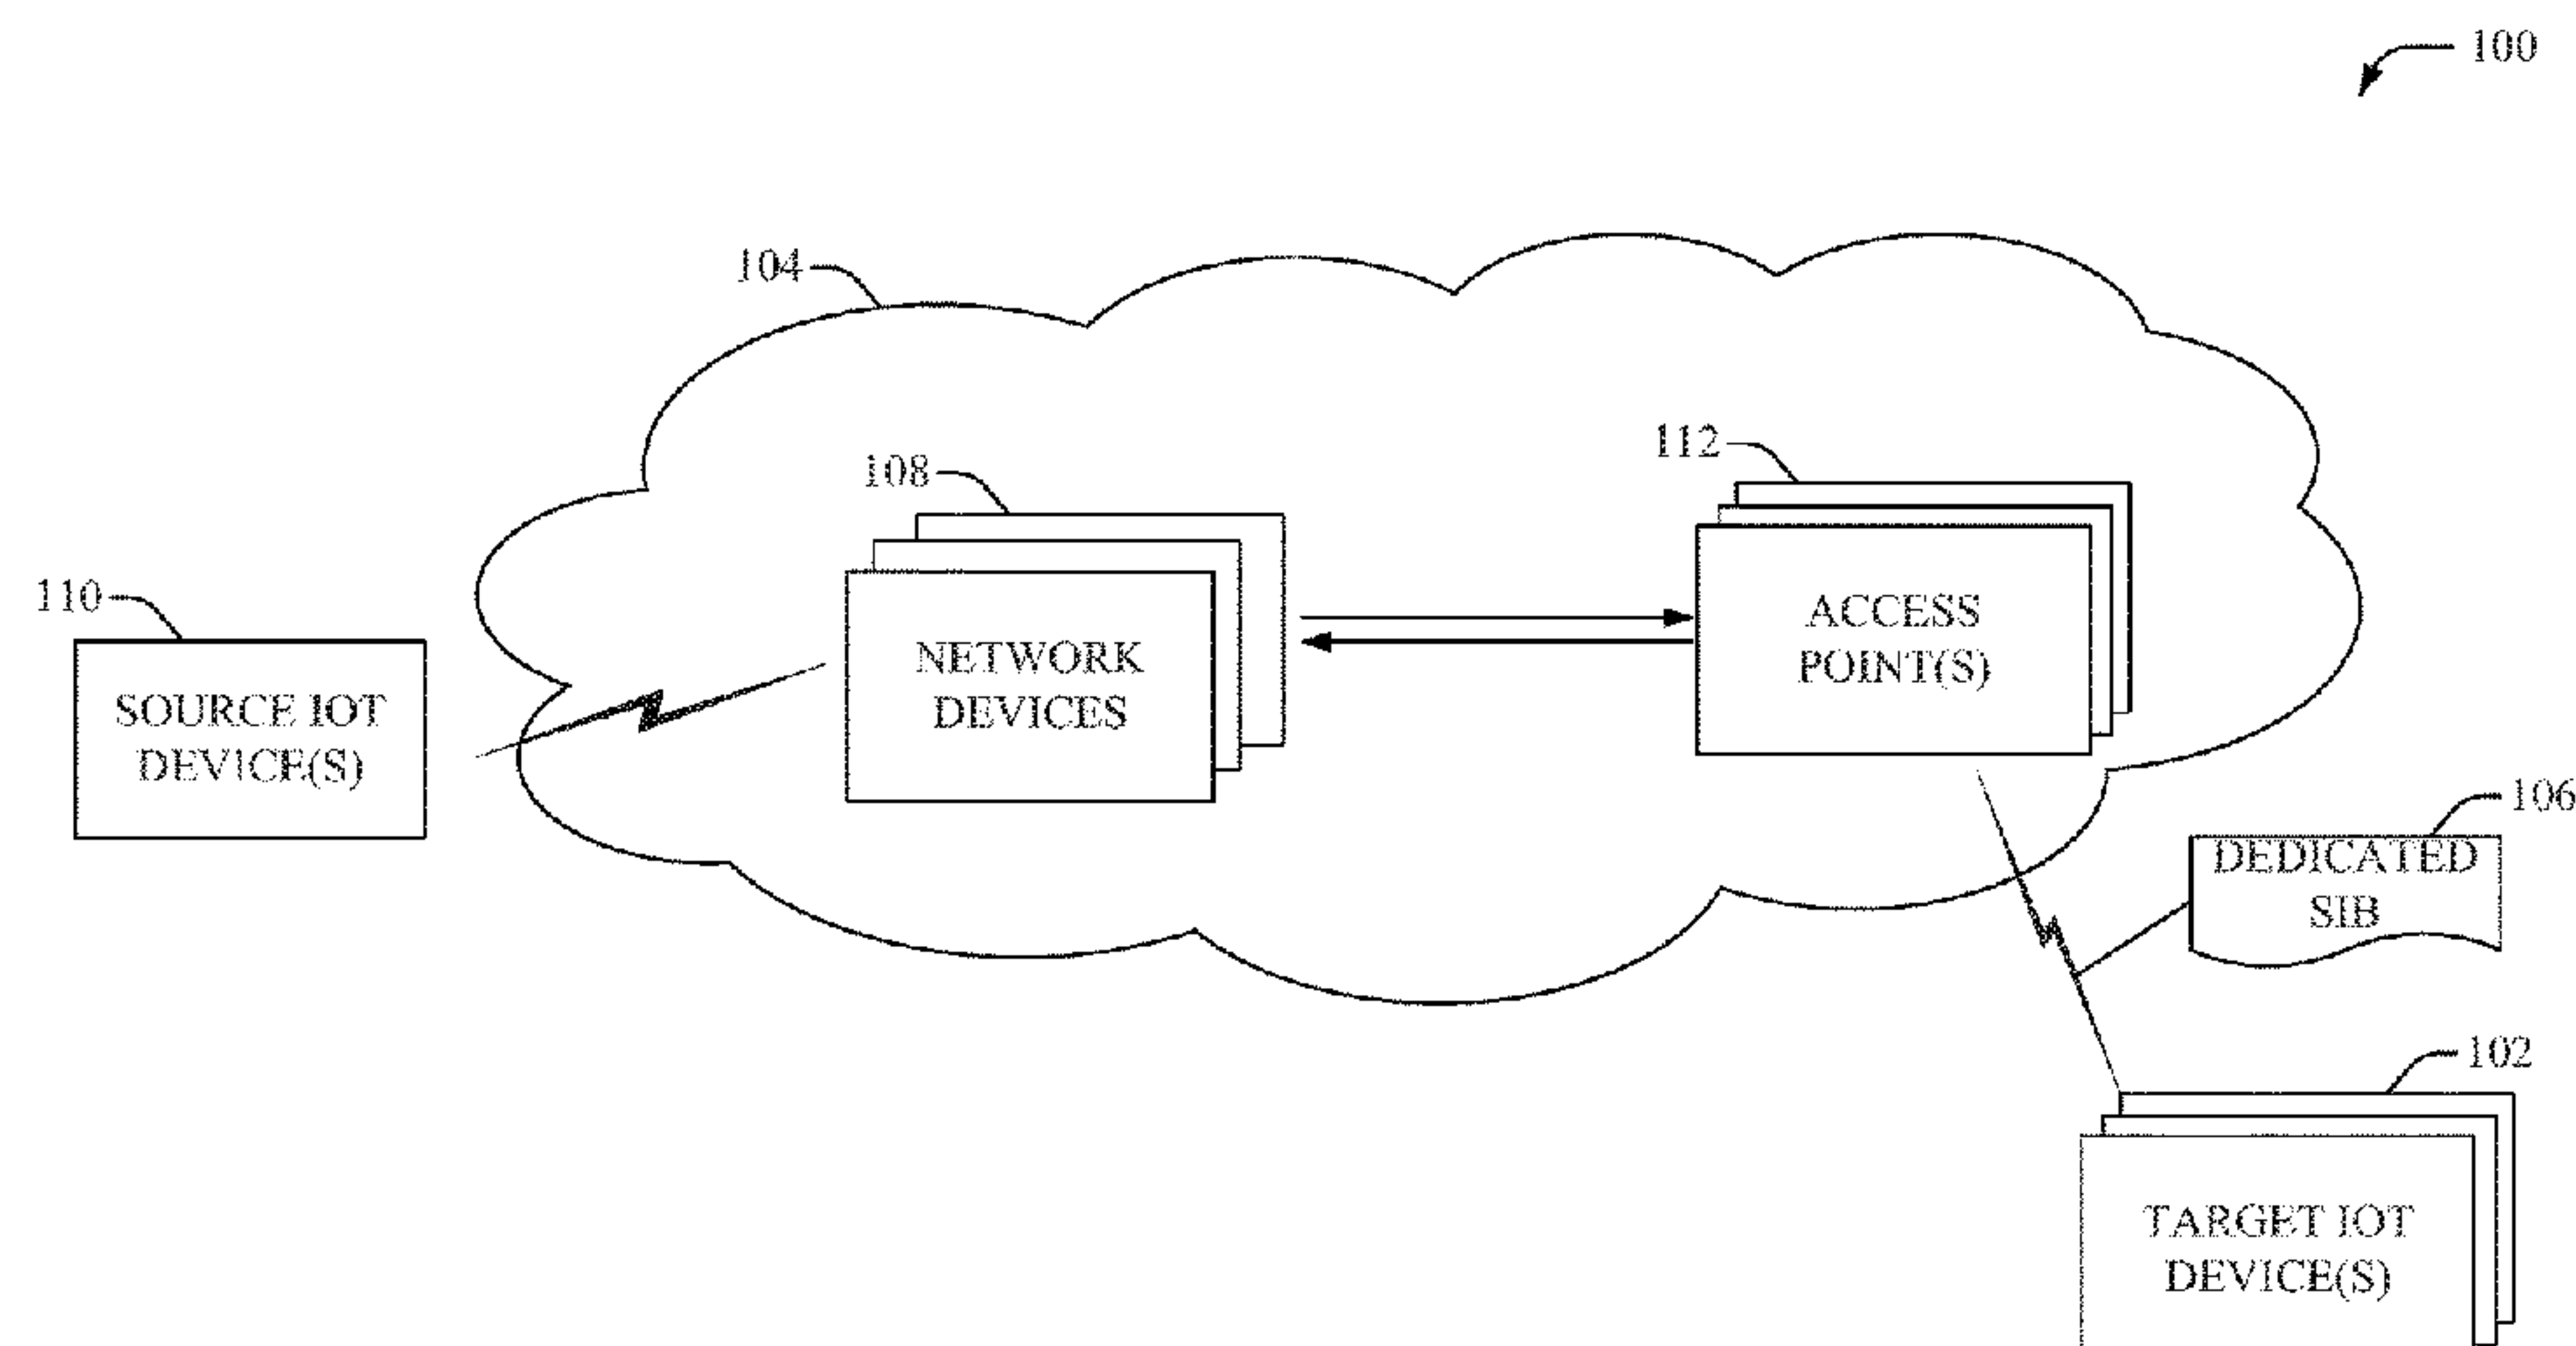 100
104
112
108
110
ACCESS
POINT(S)
NETWORK
DEVICES
SOURCE IOT
DEVICE(S)
106
DEDICATED
SIB
102
TARGET IOT
DEVICE(S)